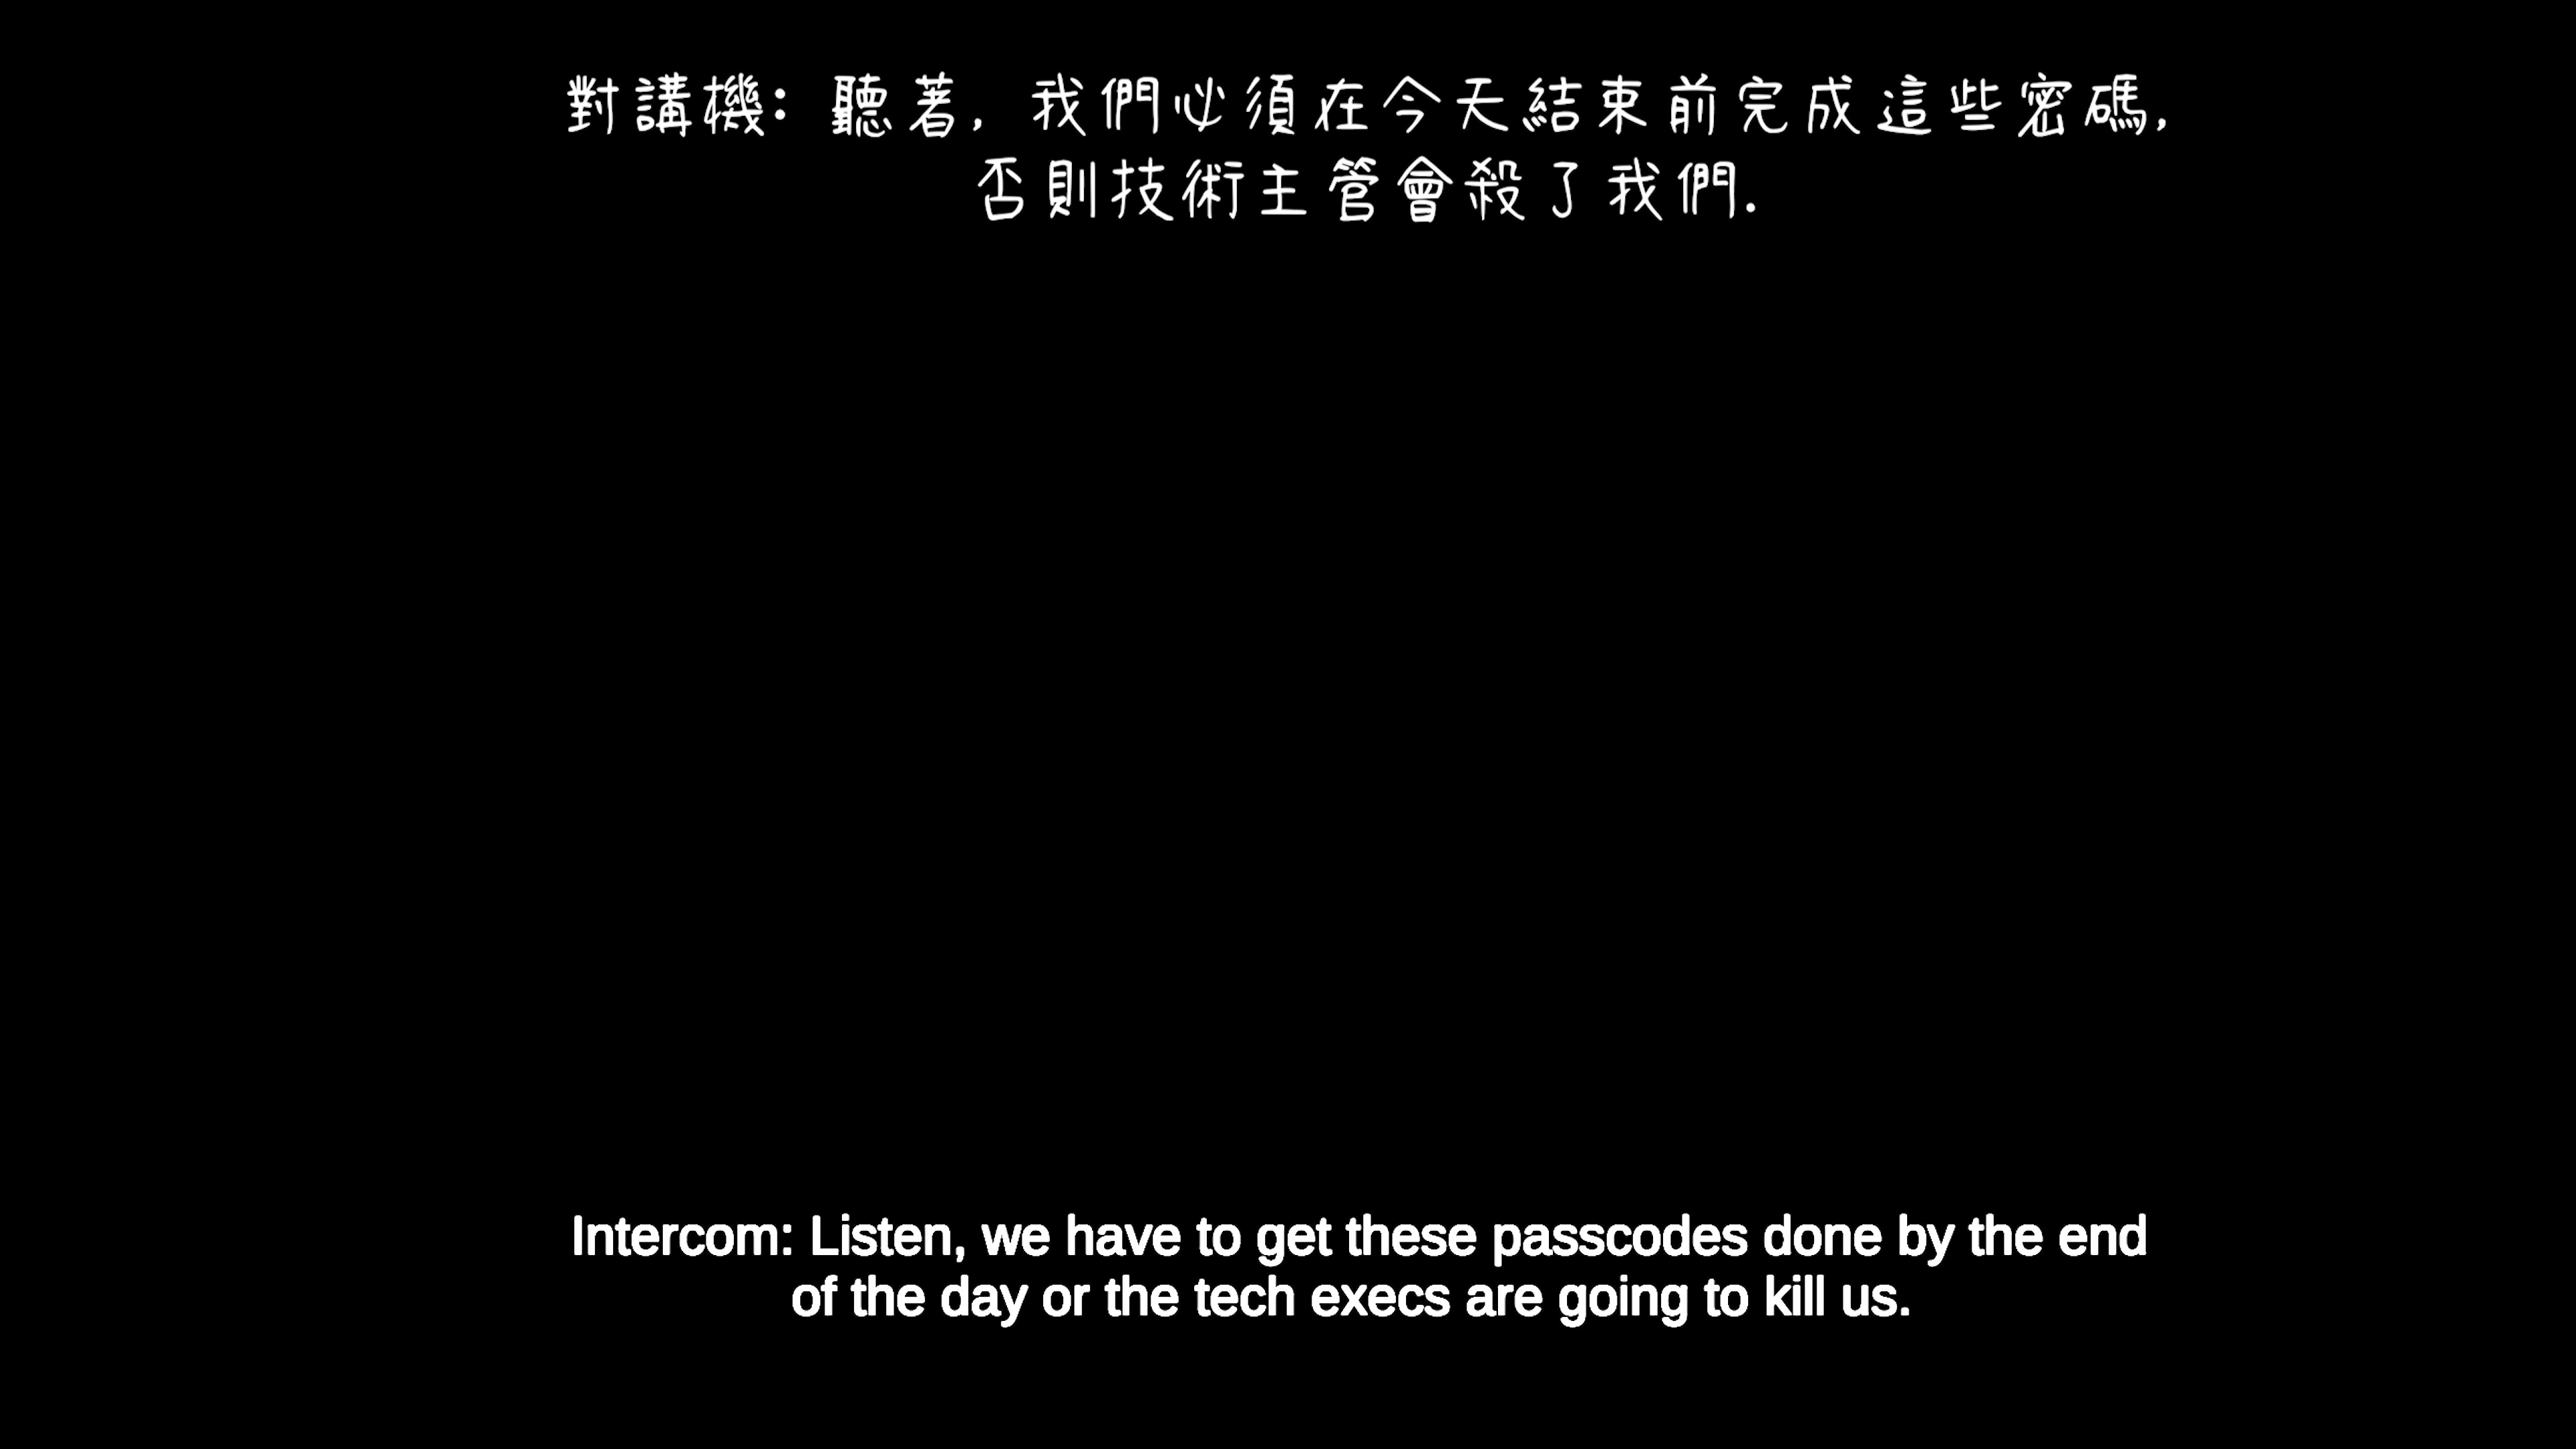 對講機: 聽著, 我們必須在今天結束前完成這些密碼,
否則技術主管會殺了我們.
Intercom: Listen, we have to get these passcodes done by the end
of the day or the tech execs are going to kill us.